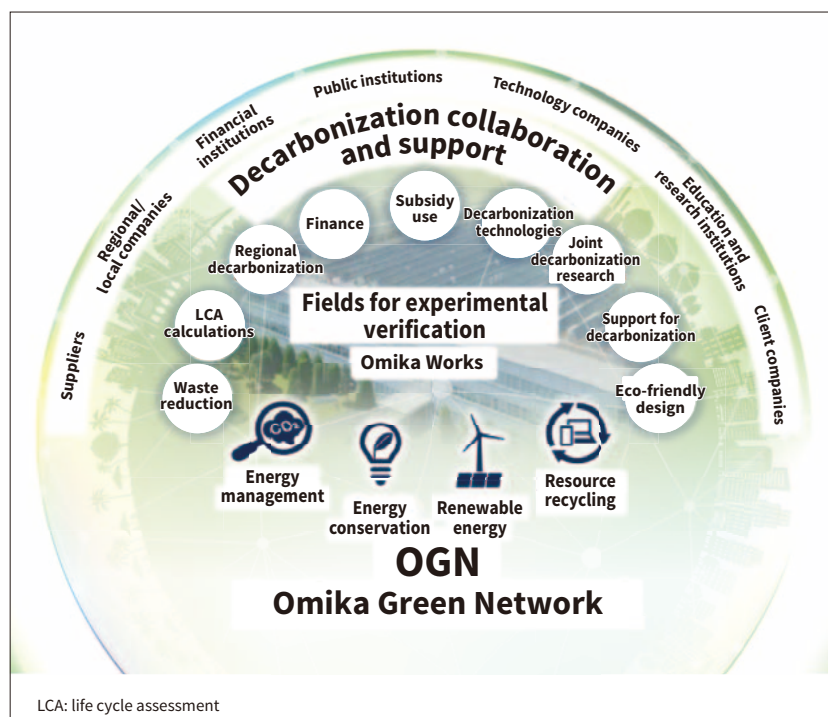 Public institutions
Technology companies
Financial
institutions
Education and
research institutions
Regional/
local companies
Client companies
Suppliers
Decarbonization collaboration
and support
Subsidy
use
Finance
Decarbonization
technologies
Regional
decarbonization
Joint
decarbonization
research
LCA
calculations
Support for
decarbonization
Waste
reduction
Eco-friendly
design
Fields for experimental
verification
Omika Works
CO2
Energy
management
Energy
conservation
Renewable
energy
Resource
recycling
OGN
Omika Green Network
LCA: life cycle assessment